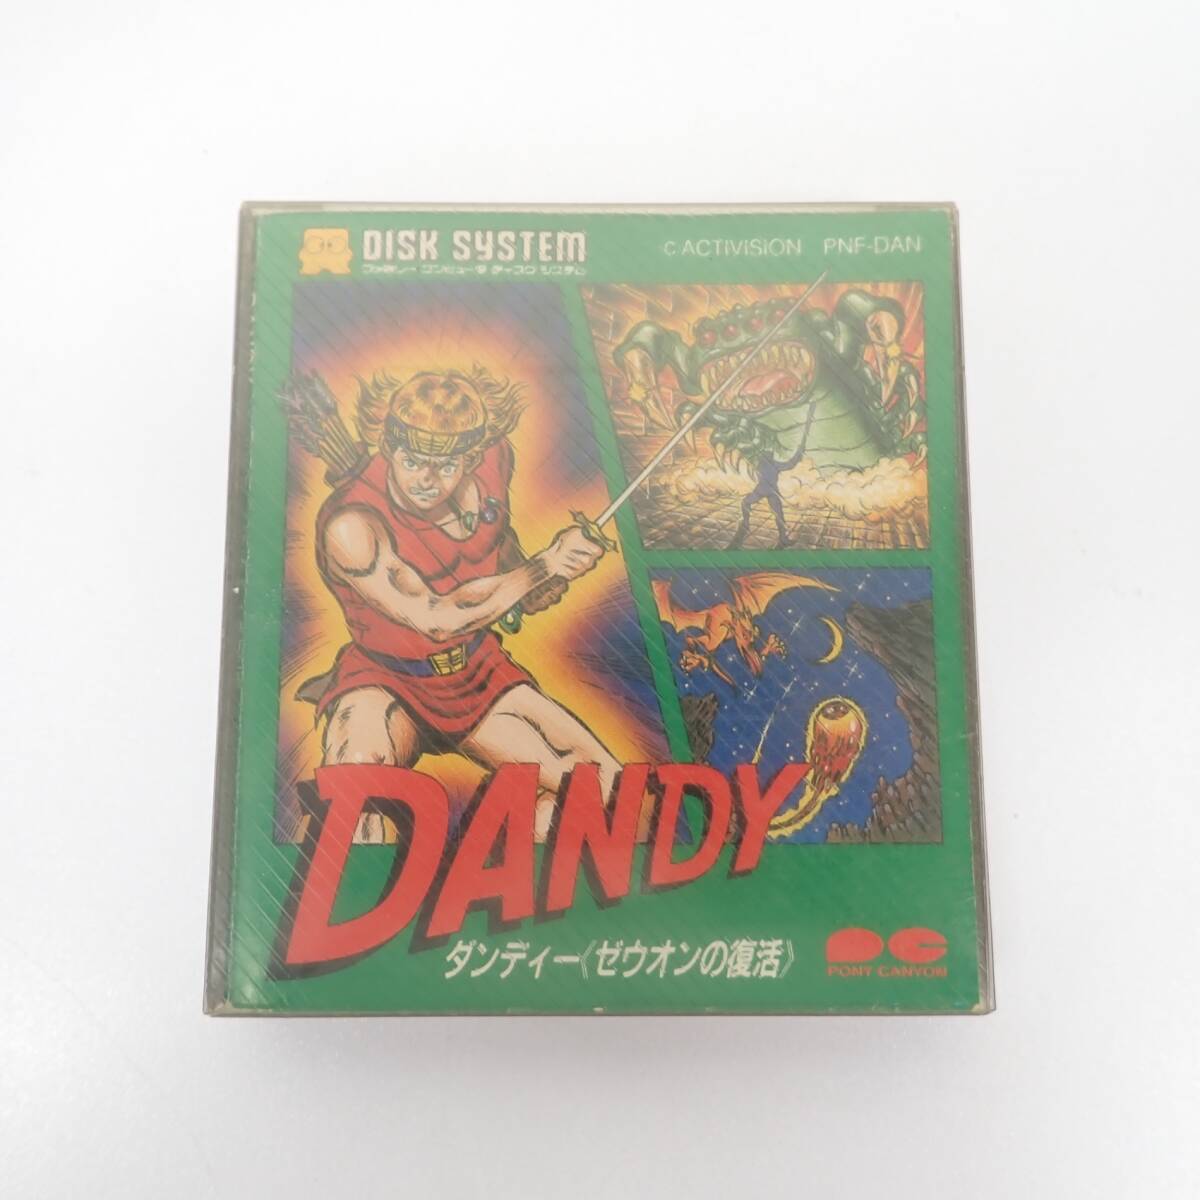 DISK SYSTEM
ファミリー コンピュータ ディスク システム
© ACTIVISION PNF-DAN
DANDY
ダンディー《ゼウオンの復活》
PONY CANYON